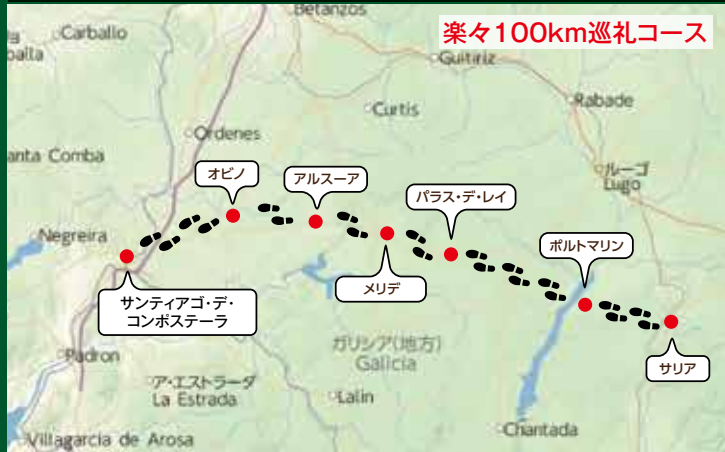 Betanzos
楽々100km巡礼コース
Carballo
Guitiriz
Curtis
Rabade
Ordenes
anta Comba
ルーゴ
Lugo
オピノ
アルスーア
パラス・デ・レイ
Negreira
ポルトマリン
メリデ
サンティアゴ・デ・
コンポステーラ
ガリシア(地方)
Galicia
サリア
Padron
ア・エストラーダ
La Estrada
Lalin
Chantada
Villagarcia de Arosa